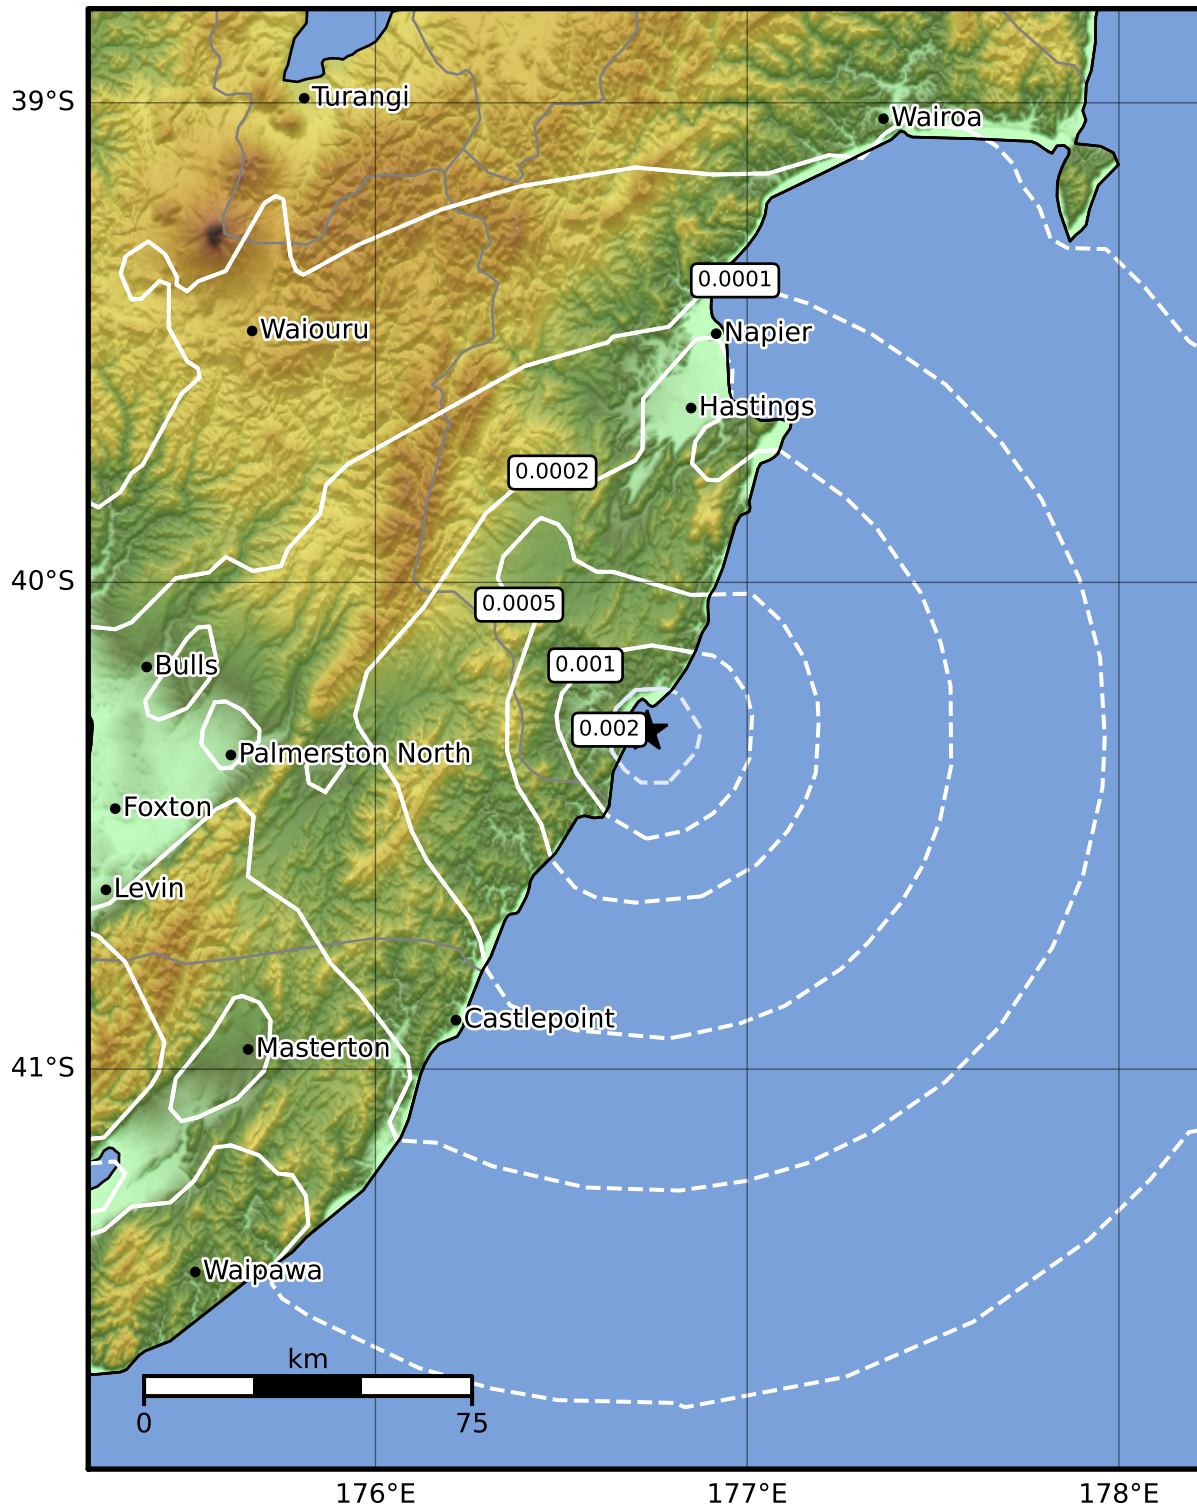 Turangi
39°S
Wairoa
0.0001
Waiouru
Napier
Hastings
0.0002
40°S
0.0005
0.001
Bulls
0.002
Palmerston North
Foxton
Levin
Castlepoint
Masterton
41°S
Waipawa
km
0 75
176°E 177°E 178°E